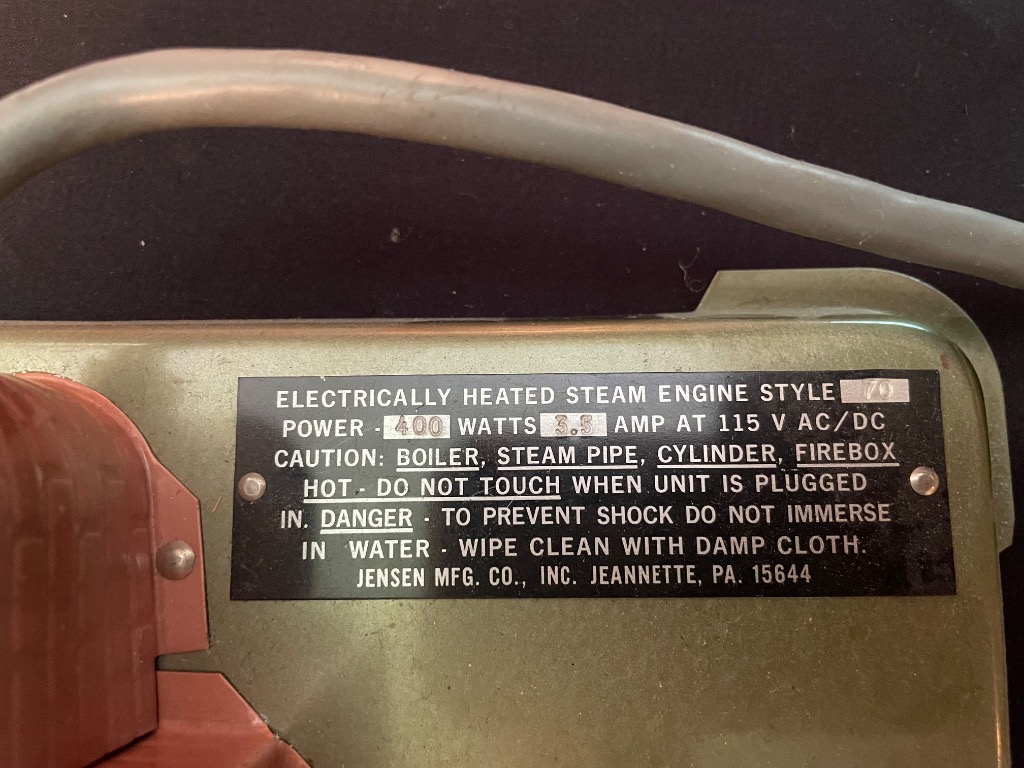 ELECTRICALLY HEATED STEAM ENGINE STYLE 70
POWER - 400 WATTS 3.5 AMP AT 115 V AC/DC
CAUTION: BOILER, STEAM PIPE, CYLINDER, FIREBOX
HOT - DO NOT TOUCH WHEN UNIT IS PLUGGED
IN. DANGER - TO PREVENT SHOCK DO NOT IMMERSE
IN WATER - WIPE CLEAN WITH DAMP CLOTH.
JENSEN MFG. CO., INC. JEANNETTE, PA. 15644